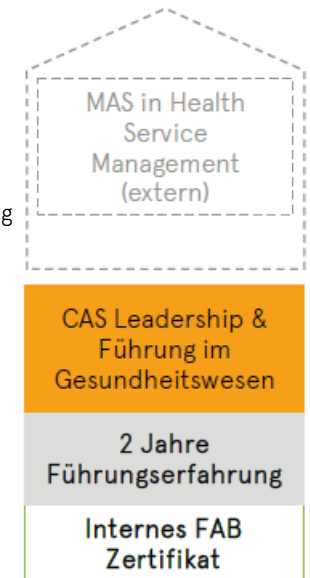 MAS in Health
Service
Management
(extern)
g
CAS Leadership &
Führung im
Gesundheitswesen
2 Jahre
Führungserfahrung
Internes FAB
Zertifikat